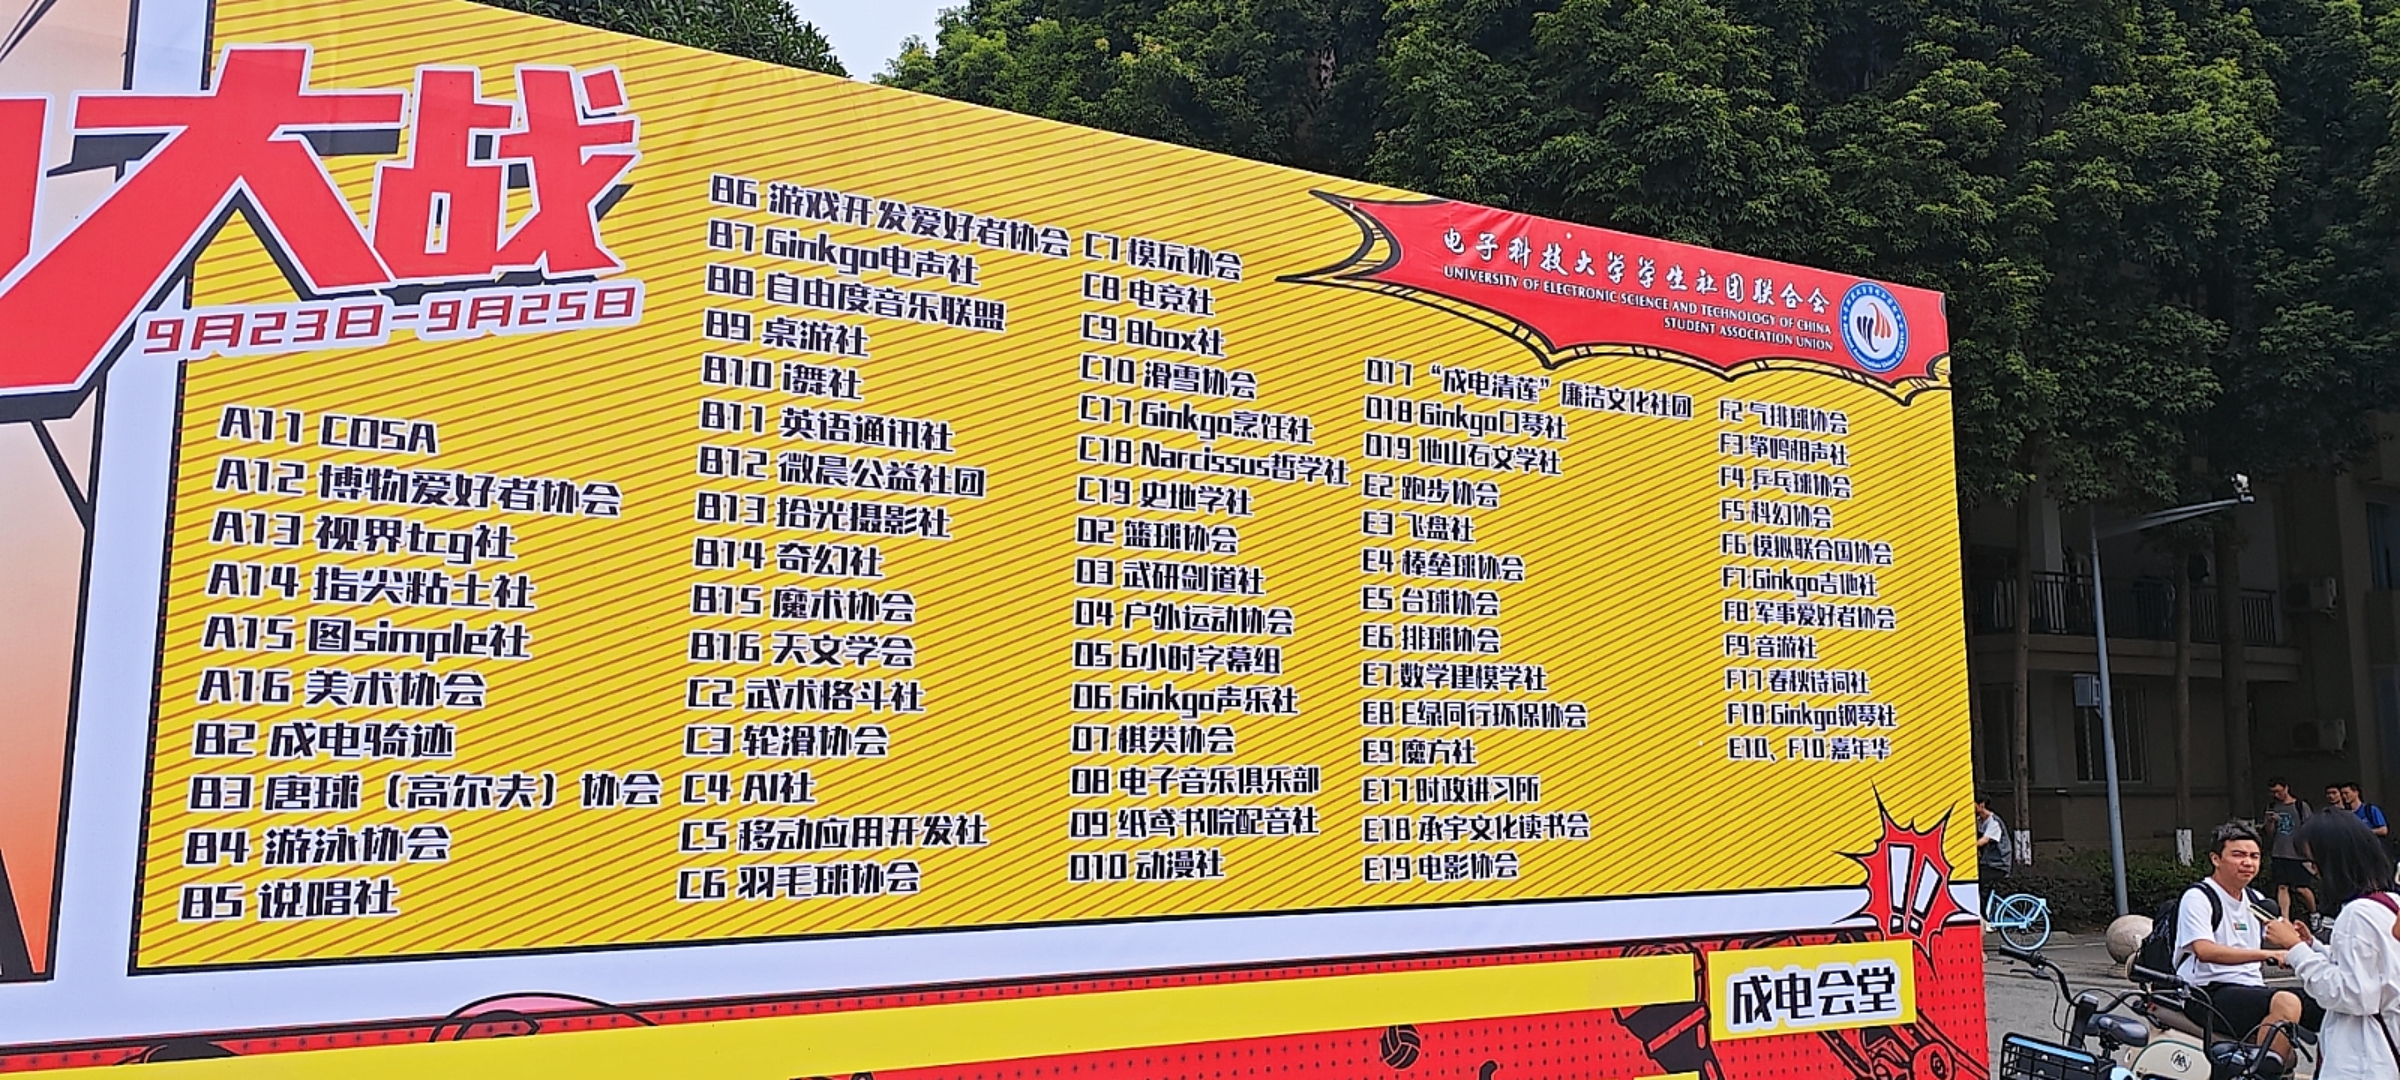 大战
9月23日-9月25日
A11 COSA
A12 博物爱好者协会
A13 视界tcg社
A14 指尖粘土社
A15 图simple社
A16 美术协会
B2 成电骑迹
B3 唐球（高尔夫）协会
B4 游泳协会
B5 说唱社
B6 游戏开发爱好者协会
B7 Ginkgo电声社
B8 自由度音乐联盟
B9 桌游社
B10 i舞社
B11 英语通讯社
B12 微晨公益社团
B13 拾光摄影社
B14 奇幻社
B15 魔术协会
B16 天文学会
C2 武术格斗社
C3 轮滑协会
C4 AI社
C5 移动应用开发社
C6 羽毛球协会
C7 模玩协会
C8 电竞社
C9 Bbox社
C10 滑雪协会
C17 Ginkgo烹饪社
C18 Narcissus哲学社
C19 史地学社
D2 篮球协会
D3 武研剑道社
D4 户外运动协会
D5 6小时字幕组
D6 Ginkgo声乐社
D7 棋类协会
D8 电子音乐俱乐部
D9 纸鸢书院配音社
D10 动漫社
电子科技大学学生社团联合会
UNIVERSITY OF ELECTRONIC SCIENCE AND TECHNOLOGY OF CHINA
STUDENT ASSOCIATION UNION
D17 “成电清莲”廉洁文化社团
D18 Ginkgo口琴社
D19 他山石文学社
E2 跑步协会
E3 飞盘社
E4 棒垒球协会
E5 台球协会
E6 排球协会
E7 数学建模学社
E8 E绿同行环保协会
E9 魔方社
E17 时政讲习所
E18 承宇文化读书会
E19 电影协会
F2 气排球协会
F3 筝鸣相声社
F4 乒乓球协会
F5 科幻协会
F6 模拟联合国协会
F7 Ginkgo吉他社
F8 军事爱好者协会
F9 音游社
F17 春秋诗词社
F18 Ginkgo钢琴社
E10、F10 嘉年华
!!
成电会堂